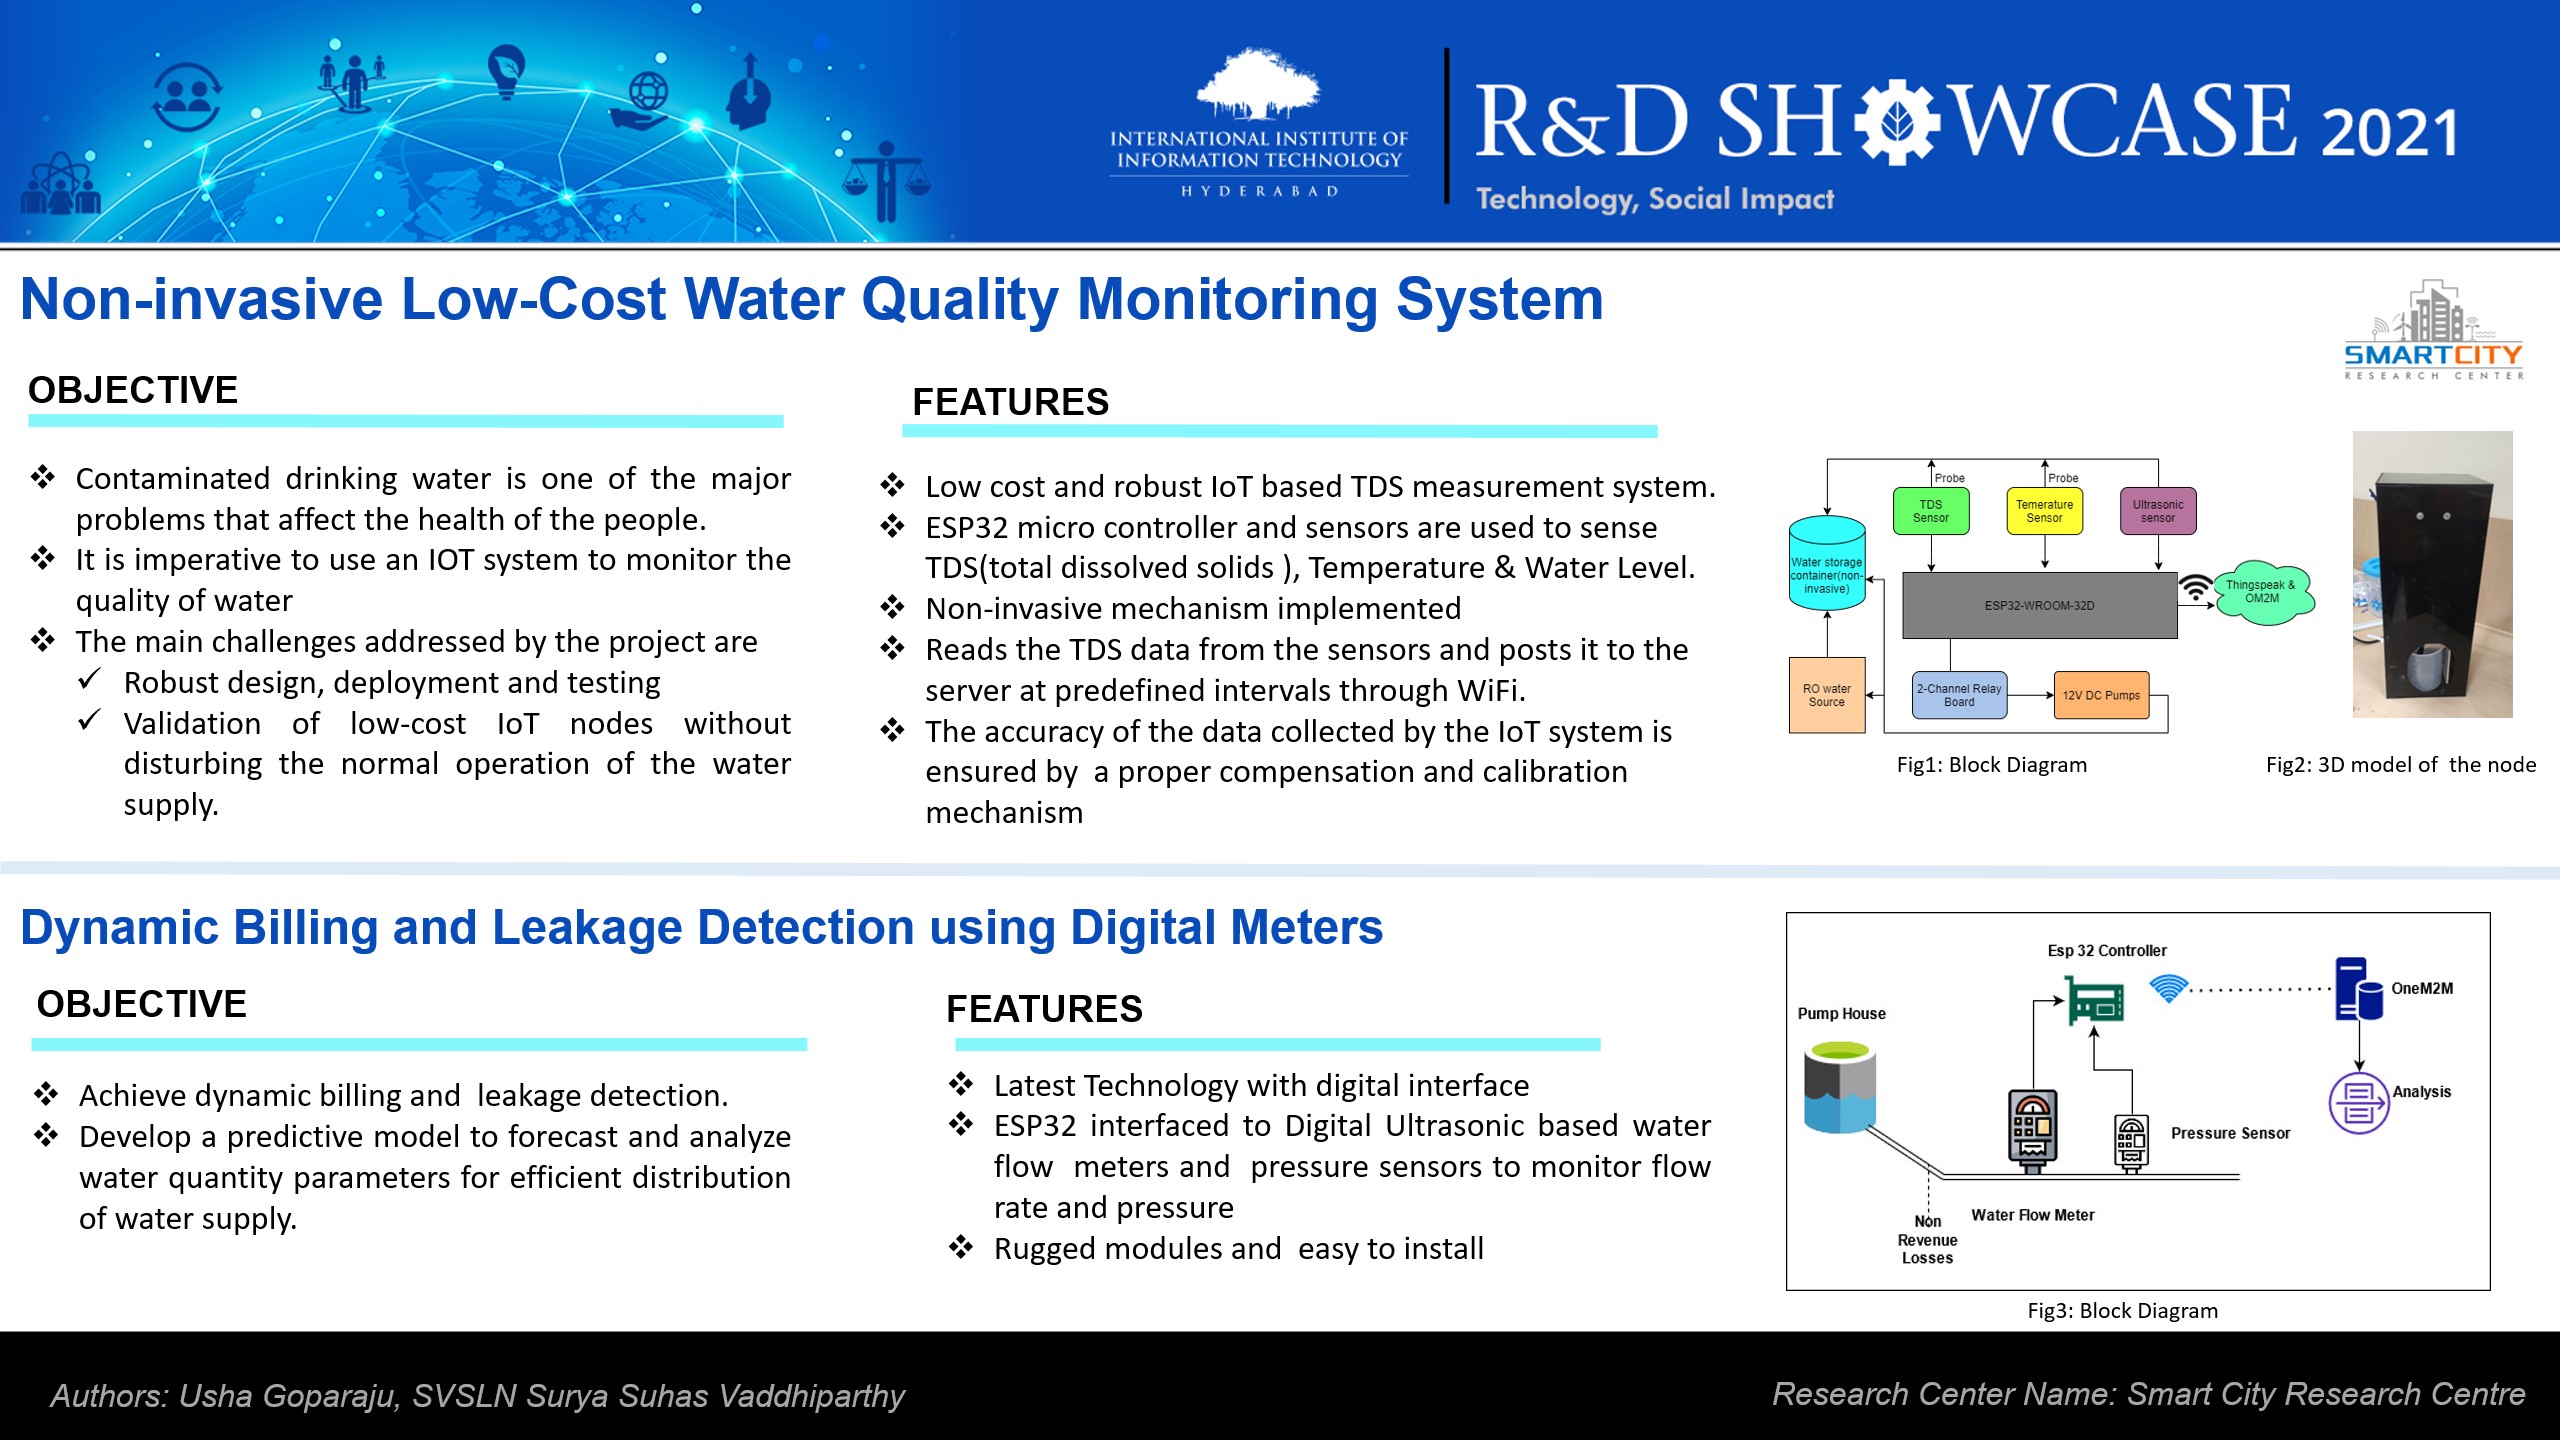 INTERNATIONAL INSTITUTE OF
INFORMATION TECHNOLOGY
HYDERABAD
R&D SHOWCASE 2021
Technology, Social Impact
Non-invasive Low-Cost Water Quality Monitoring System
SMARTCITY
RESEARCH CENTER
OBJECTIVE
❖ Contaminated drinking water is one of the major
problems that affect the health of the people.
❖ It is imperative to use an IOT system to monitor the
quality of water
❖ The main challenges addressed by the project are
✓ Robust design, deployment and testing
✓ Validation of low-cost IoT nodes without
disturbing the normal operation of the water
supply.
FEATURES
❖ Low cost and robust IoT based TDS measurement system.
❖ ESP32 micro controller and sensors are used to sense
TDS(total dissolved solids ), Temperature & Water Level.
❖ Non-invasive mechanism implemented
❖ Reads the TDS data from the sensors and posts it to the
server at predefined intervals through WiFi.
❖ The accuracy of the data collected by the IoT system is
ensured by a proper compensation and calibration
mechanism
Probe
Probe
TDS
Sensor
Temerature
Sensor
Ultrasonic
sensor
Water storage
container(non-
invasive)
ESP32-WROOM-32D
Thingspeak &
OM2M
RO water
Source
2-Channel Relay
Board
12V DC Pumps
Fig1: Block Diagram
Fig2: 3D model of the node
Dynamic Billing and Leakage Detection using Digital Meters
OBJECTIVE
❖ Achieve dynamic billing and leakage detection.
❖ Develop a predictive model to forecast and analyze
water quantity parameters for efficient distribution
of water supply.
FEATURES
❖ Latest Technology with digital interface
❖ ESP32 interfaced to Digital Ultrasonic based water
flow meters and pressure sensors to monitor flow
rate and pressure
❖ Rugged modules and easy to install
Esp 32 Controller
OneM2M
Pump House
Analysis
Pressure Sensor
Water Flow Meter
Non
Revenue
Losses
Fig3: Block Diagram
Authors: Usha Goparaju, SVSLN Surya Suhas Vaddhiparthy
Research Center Name: Smart City Research Centre